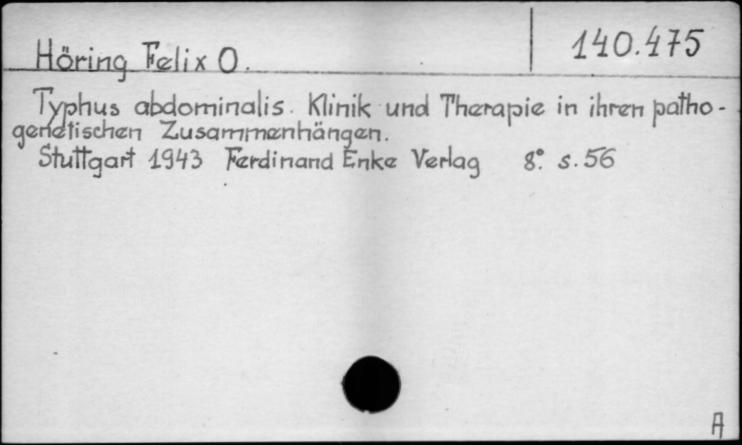 Höring Felix O. 140.475
Typhus abdominalis. Klinik und Therapie in ihren patho-
genetischen Zusammenhängen.
Stuttgart 1943 Ferdinand Enke Verlag 8° s. 56
A